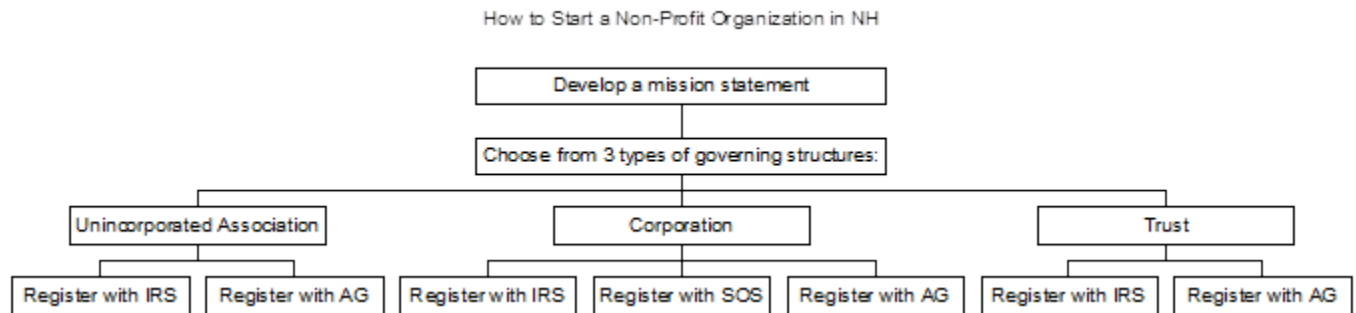 How to Start a Non-Profit Organization in NH
Develop a mission statement
Choose from 3 types of governing structures:
Unincorporated Association
Corporation
Trust
Register with IRS
Register with AG
Register with IRS
Register with SOS
Register with AG
Register with IRS
Register with AG